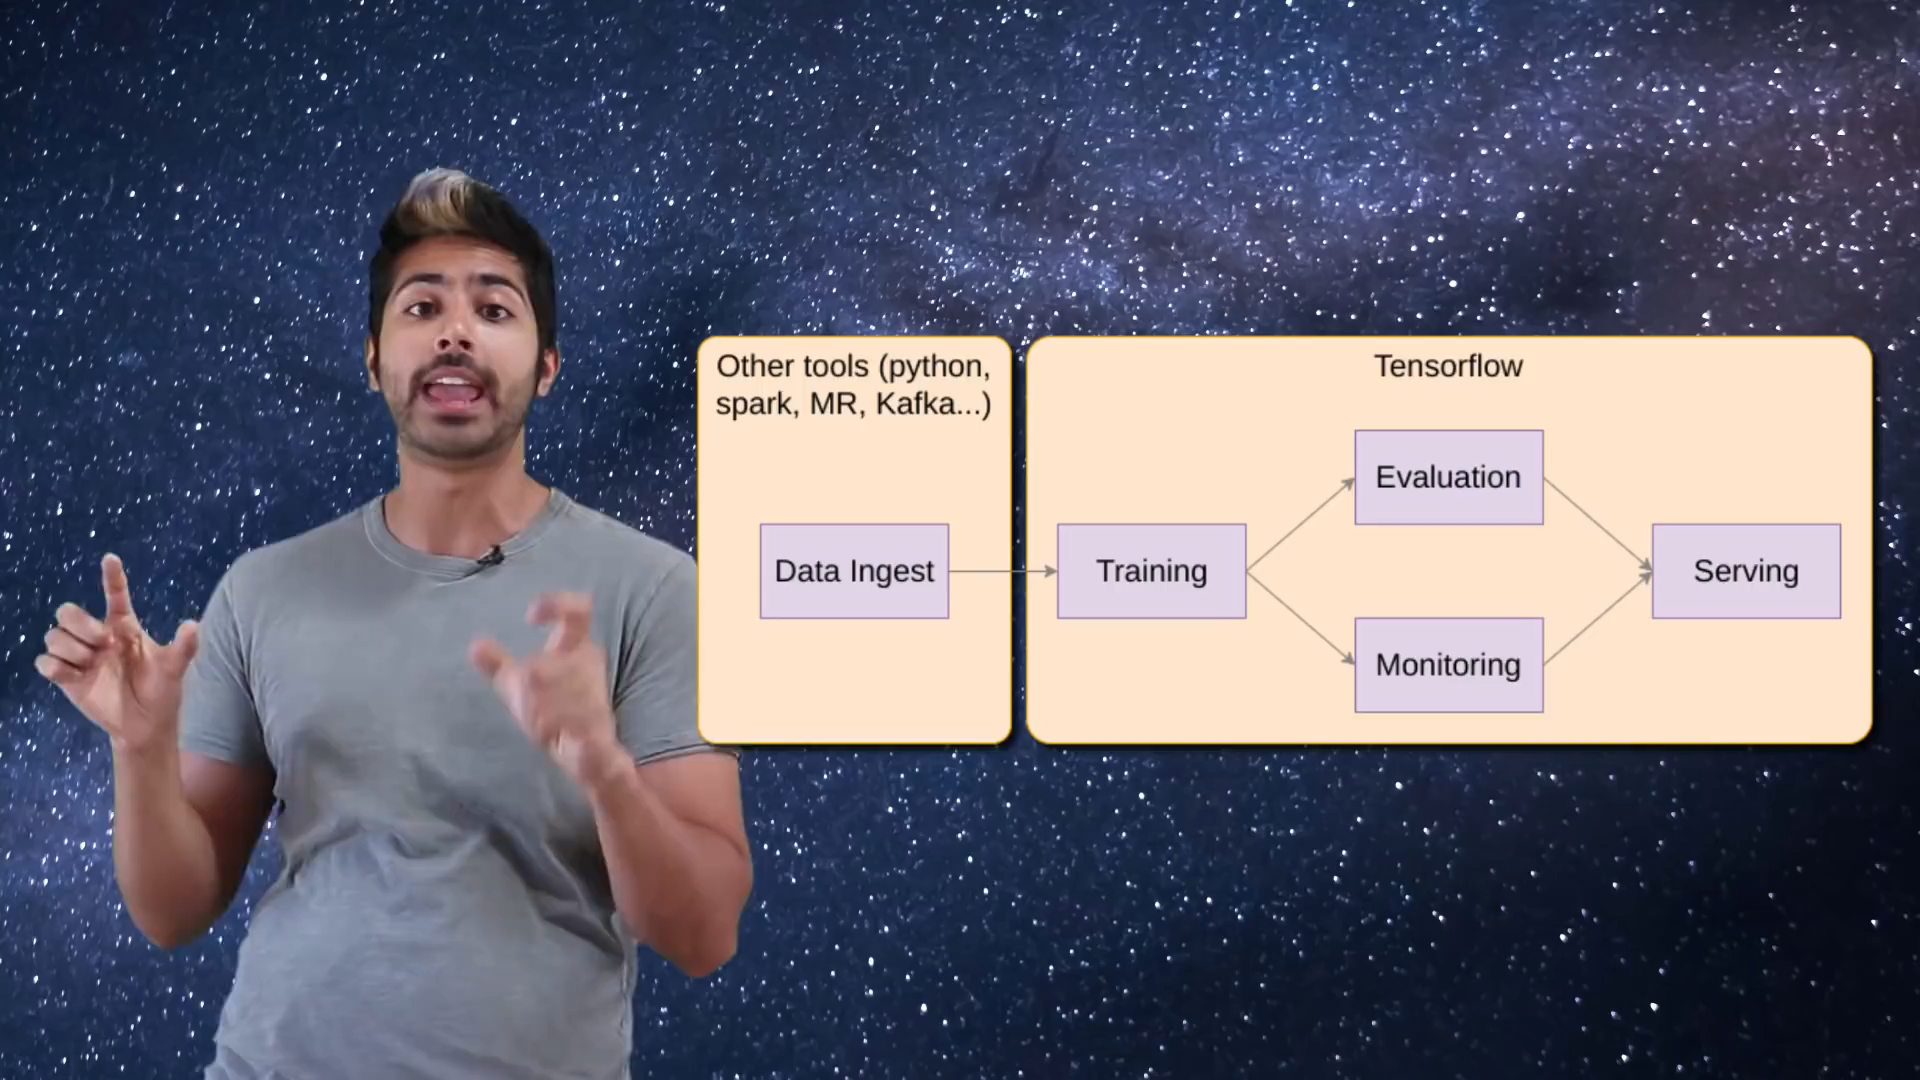 Other tools (python,
spark, MR, Kafka...)
Data Ingest
Tensorflow
Training
Evaluation
Monitoring
Serving